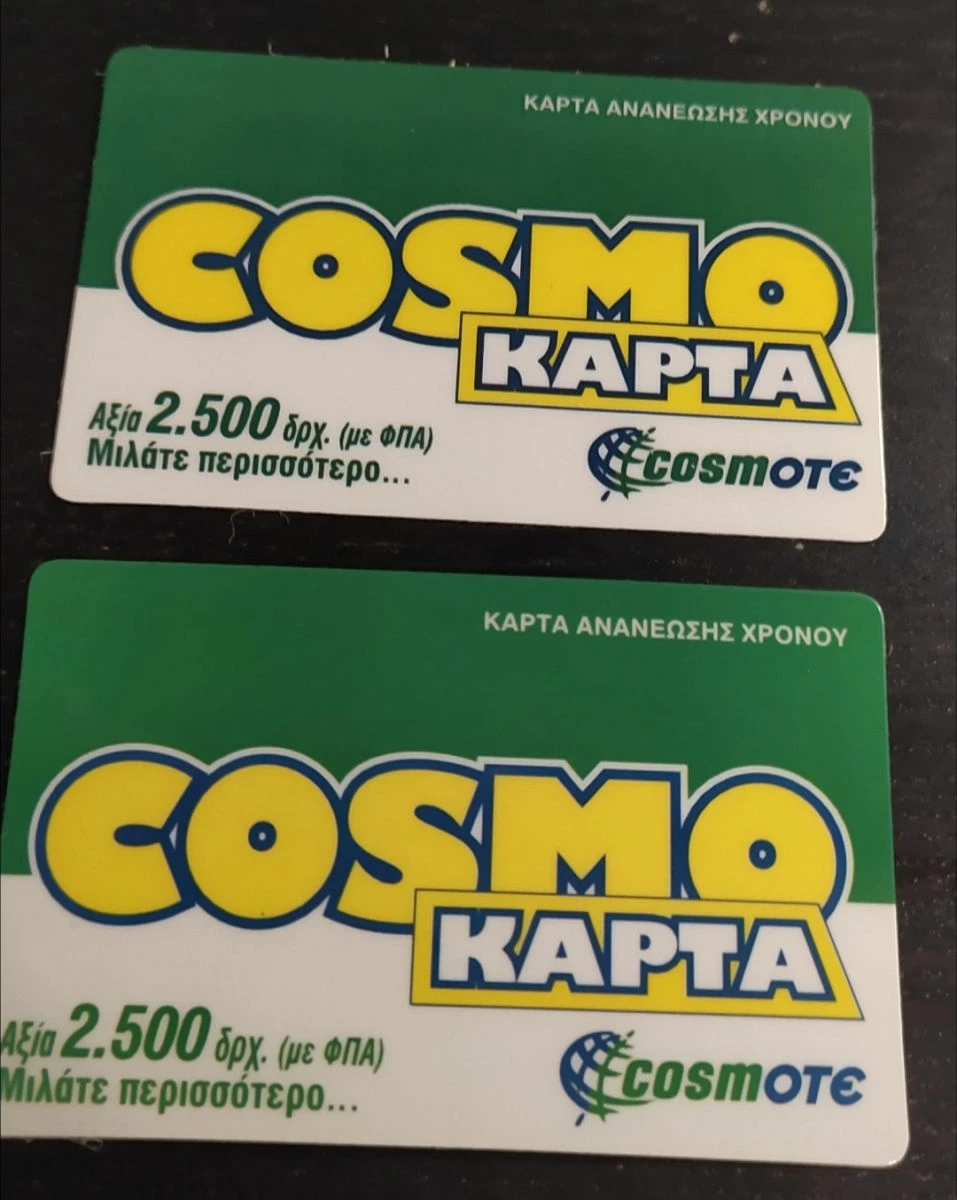 ΚΑΡΤΑ ΑΝΑΝΕΩΣΗΣ ΧΡΟΝΟΥ
COSMO
ΚΑΡΤΑ
Αξία 2.500 δρχ. (με ΦΠΑ)
Μιλάτε περισσότερο...
cosmOTE
ΚΑΡΤΑ ΑΝΑΝΕΩΣΗΣ ΧΡΟΝΟΥ
COSMO
ΚΑΡΤΑ
Αξία 2.500 δρχ. (με ΦΠΑ)
Μιλάτε περισσότερο...
cosmOTE